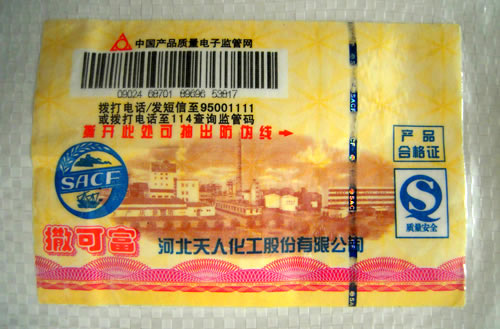 中国产品质量电子监管网
09024 68701 89696 53817
拨打电话/发短信至95001111
或拨打电话至114查询监管码
撕开此处可抽出防伪线
产品
合格证
SACF
QS
质量安全
撒可富
河北天人化工股份有限公司
SACF